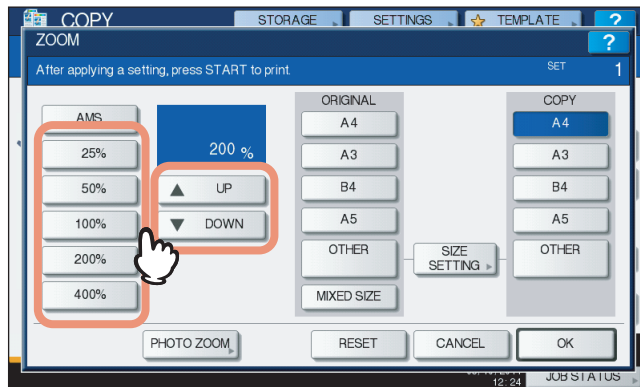 COPY
STORAGE
SETTINGS
TEMPLATE
?
ZOOM
?
After applying a setting, press START to print.
SET 1
AMS
25%
50%
100%
200%
400%
200 %
UP
DOWN
ORIGINAL
A4
A3
B4
A5
OTHER
MIXED SIZE
SIZE
SETTING
COPY
A4
A3
B4
A5
OTHER
PHOTO ZOOM
RESET
CANCEL
OK
12:24
JOB STATUS